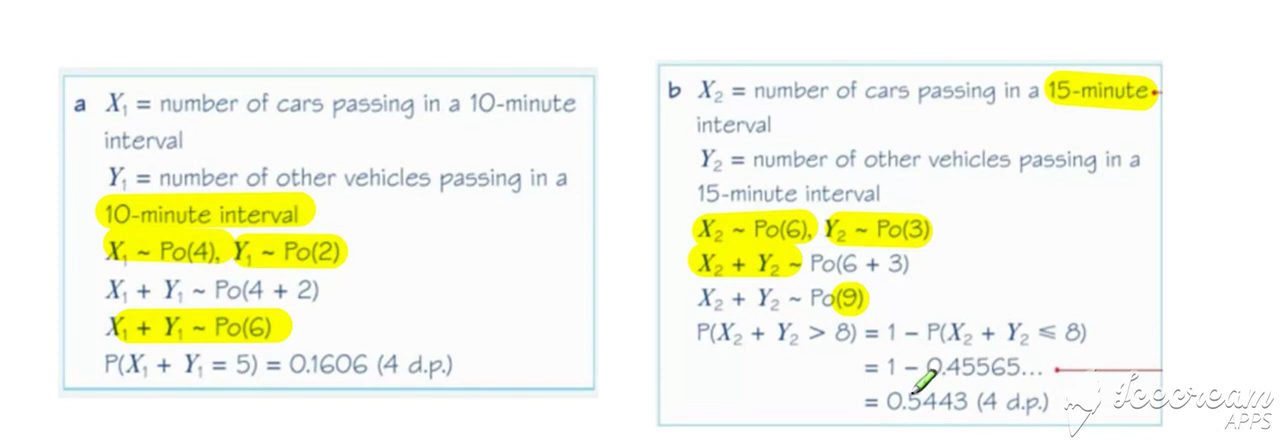 a X₁ = number of cars passing in a 10-minute
interval
Y₁ = number of other vehicles passing in a
10-minute interval
X₁ ~ Po(4), Y₁ ~ Po(2)
X₁ + Y₁ ~ Po(4 + 2)
X₁ + Y₁ ~ Po(6)
P(X₁ + Y₁ = 5) = 0.1606 (4 d.p.)
b X₂ = number of cars passing in a 15-minute
interval
Y₂ = number of other vehicles passing in a
15-minute interval
X₂ ~ Po(6), Y₂ ~ Po(3)
X₂ + Y₂ ~ Po(6 + 3)
X₂ + Y₂ ~ Po(9)
P(X₂ + Y₂ > 8) = 1 − P(X₂ + Y₂ ⩽ 8)
= 1 − 0.45565...
= 0.5443 (4 d.p.)
Icecream
APPS